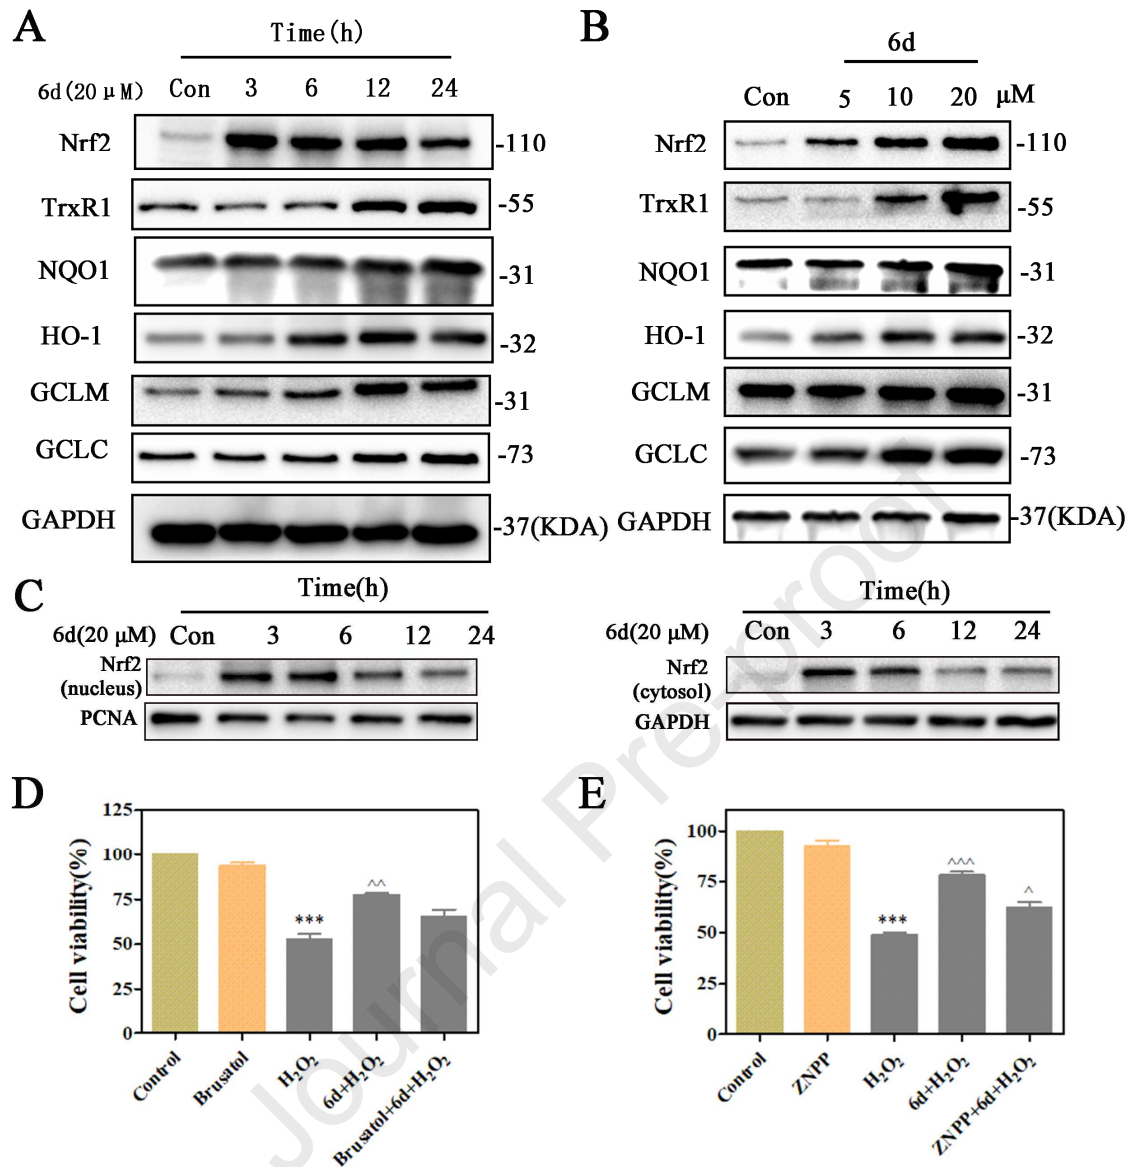 A
Time(h)
6d(20μM) Con 3 6 12 24
Nrf2 -110
TrxR1 -55
NQO1 -31
HO-1 -32
GCLM -31
GCLC -73
GAPDH -37(KDA)
B
6d
Con 5 10 20 μM
Nrf2 -110
TrxR1 -55
NQO1 -31
HO-1 -32
GCLM -31
GCLC -73
GAPDH -37(KDA)
C
Time(h)
6d(20 μM) Con 3 6 12 24
Nrf2
(nucleus)
PCNA
Time(h)
6d(20 μM) Con 3 6 12 24
Nrf2
(cytosol)
GAPDH
D
Cell viability(%)
125
100
75
50
25
0
***
^^
Control
Brusatol
H₂O₂
6d+H₂O₂
Brusatol+6d+H₂O₂
E
Cell viability(%)
100
75
50
25
0
***
^^^
^
Control
ZNPP
H₂O₂
6d+H₂O₂
ZNPP+6d+H₂O₂
Journal Pre-proof